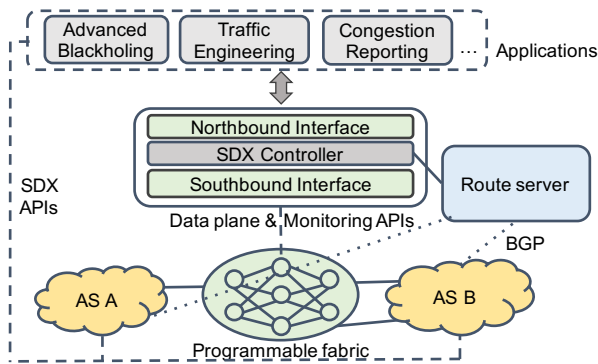 Advanced
Blackholing
Traffic
Engineering
Congestion
Reporting
...
Applications
Northbound Interface
SDX Controller
Southbound Interface
Route server
SDX
APIs
Data plane & Monitoring APIs
BGP
AS A
AS B
Programmable fabric